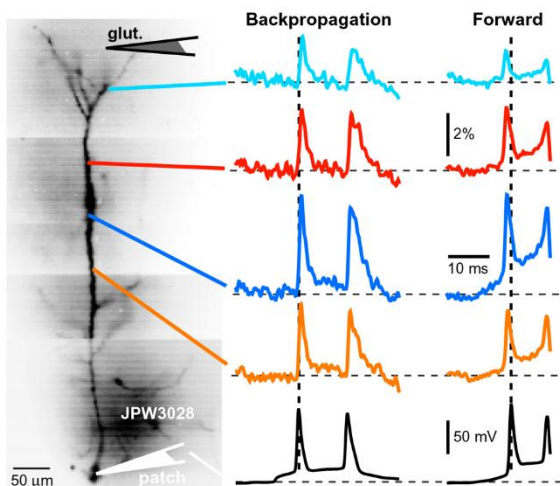 glut.
Backpropagation
Forward
2%
10 ms
JPW3028
patch
50 mV
50 µm